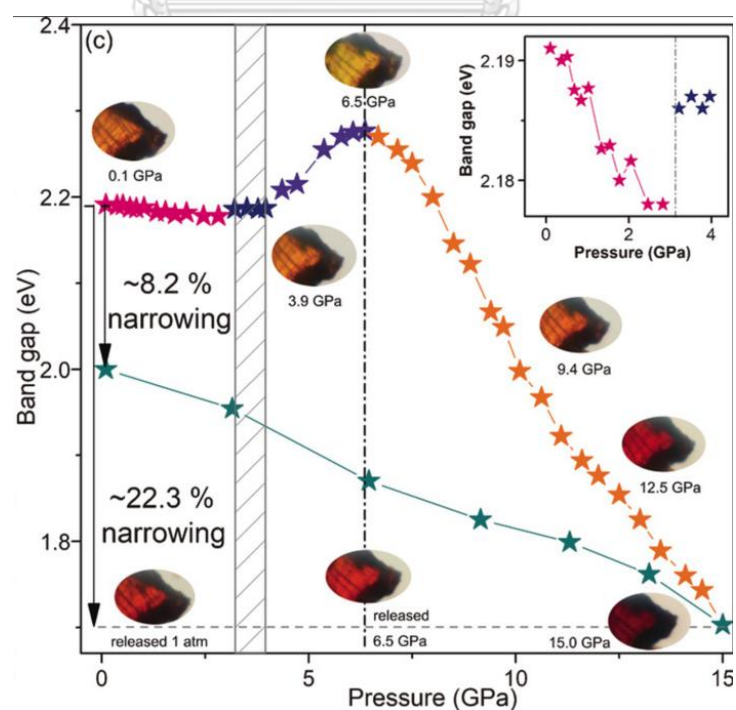 (c)
2.4
2.2
2.0
1.8
Band gap (eV)
0.1 GPa
6.5 GPa
3.9 GPa
9.4 GPa
12.5 GPa
15.0 GPa
~8.2 %
narrowing
~22.3 %
narrowing
released 1 atm
released
6.5 GPa
0
5
10
15
Pressure (GPa)
2.19
2.18
Band gap (eV)
0
2
4
Pressure (GPa)